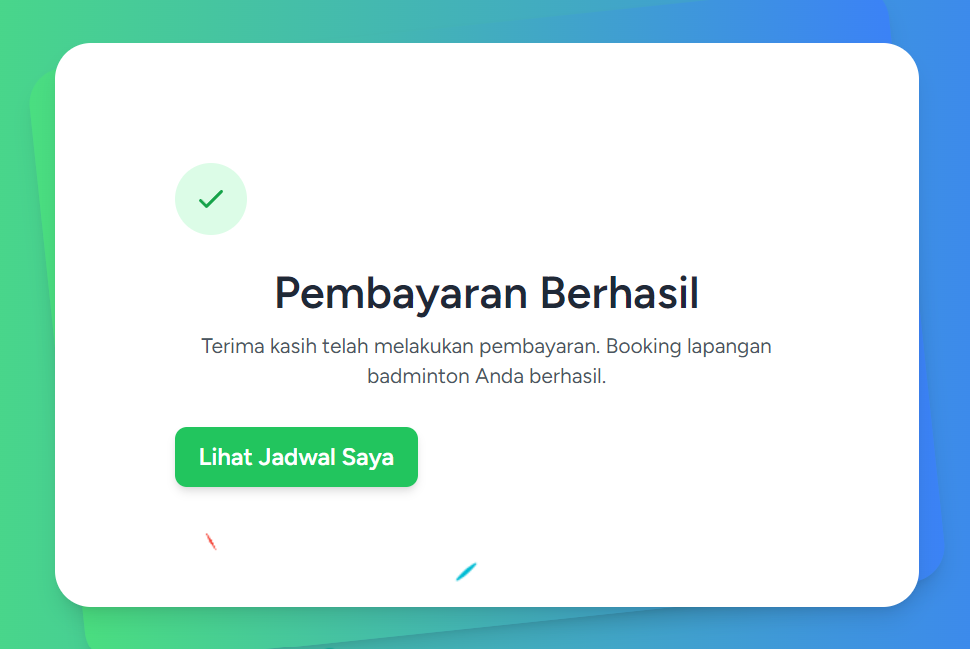 Pembayaran Berhasil
Terima kasih telah melakukan pembayaran. Booking lapangan
badminton Anda berhasil.
Lihat Jadwal Saya